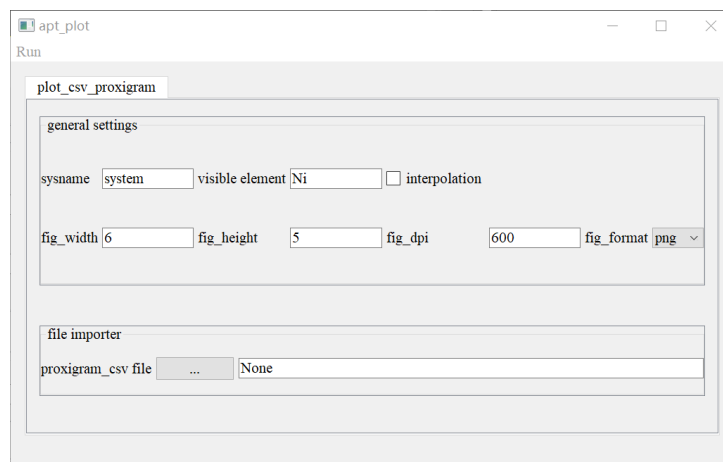 apt_plot
Run
plot_csv_proxigram
general settings
sysname system visible element Ni interpolation
fig_width 6 fig_height 5 fig_dpi 600 fig_format png
file importer
proxigram_csv file ... None